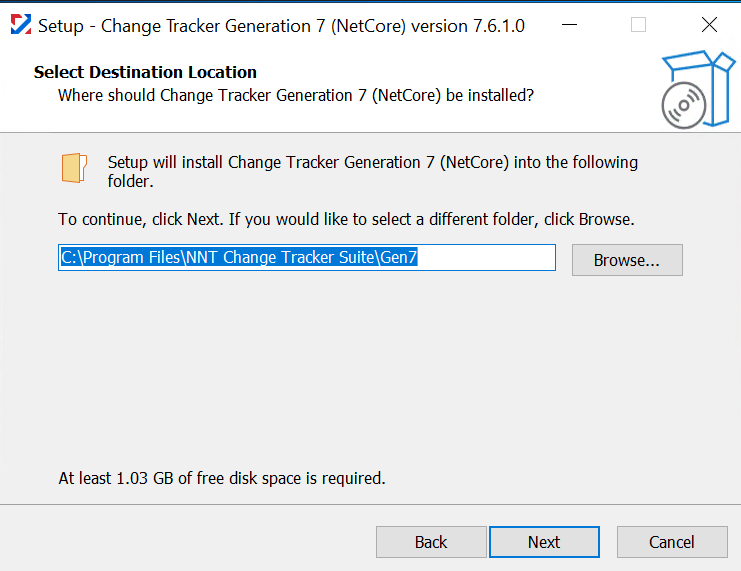 Setup - Change Tracker Generation 7 (NetCore) version 7.6.1.0
Select Destination Location
Where should Change Tracker Generation 7 (NetCore) be installed?
Setup will install Change Tracker Generation 7 (NetCore) into the following
folder.
To continue, click Next. If you would like to select a different folder, click Browse.
C:\Program Files\NNT Change Tracker Suite\Gen7
Browse...
At least 1.03 GB of free disk space is required.
Back
Next
Cancel